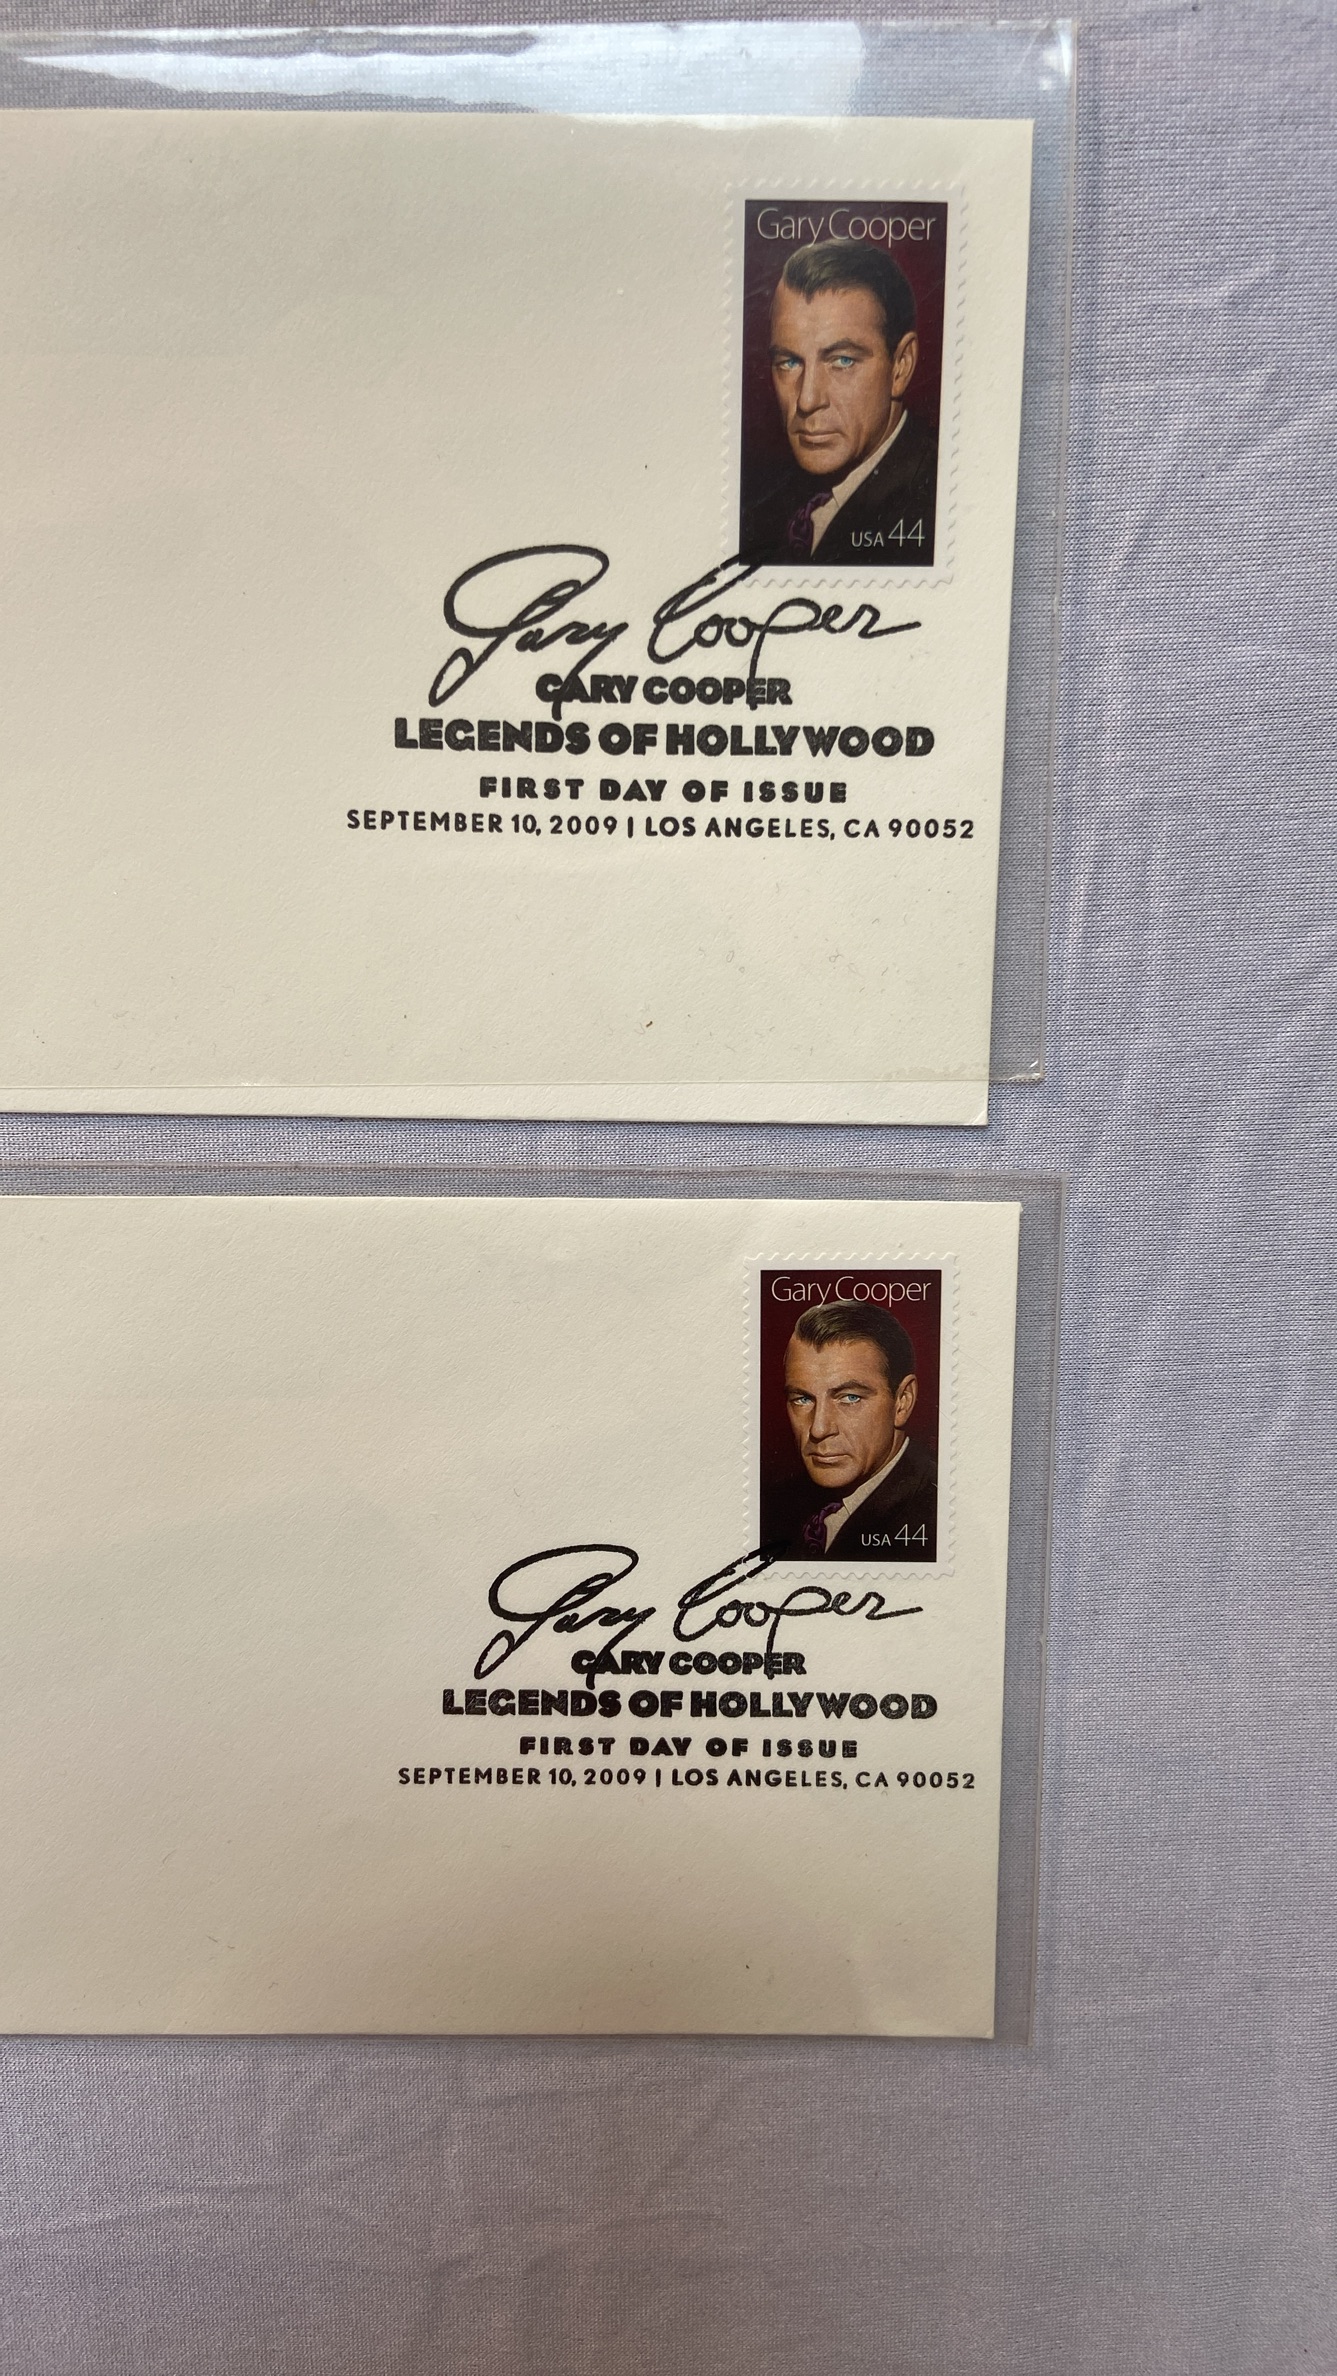 Gary Cooper
USA 44
Gary Cooper
GARY COOPER
LEGENDS OF HOLLYWOOD
FIRST DAY OF ISSUE
SEPTEMBER 10, 2009 | LOS ANGELES, CA 90052
Gary Cooper
USA 44
Gary Cooper
GARY COOPER
LEGENDS OF HOLLYWOOD
FIRST DAY OF ISSUE
SEPTEMBER 10, 2009 | LOS ANGELES, CA 90052